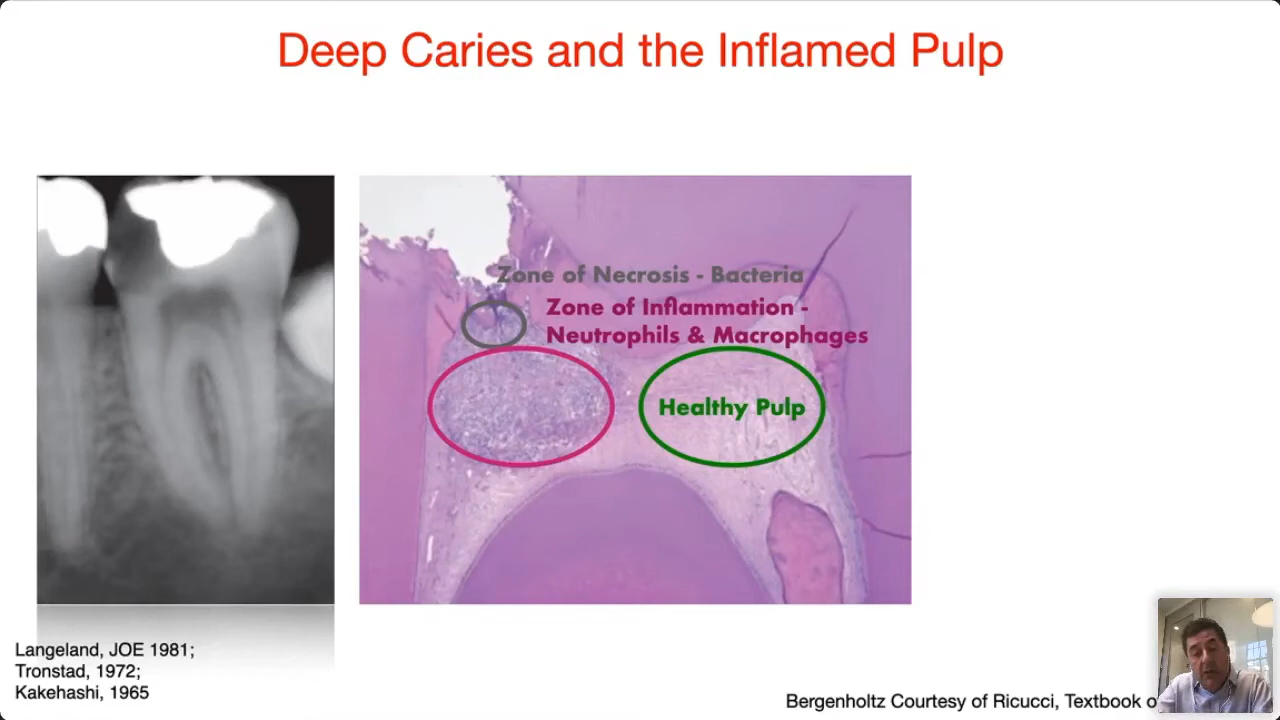 Deep Caries and the Inflamed Pulp
Zone of Necrosis - Bacteria
Zone of Inflammation -
Neutrophils & Macrophages
Healthy Pulp
Langeland, JOE 1981;
Tronstad, 1972;
Kakehashi, 1965
Bergenholtz Courtesy of Ricucci, Textbook